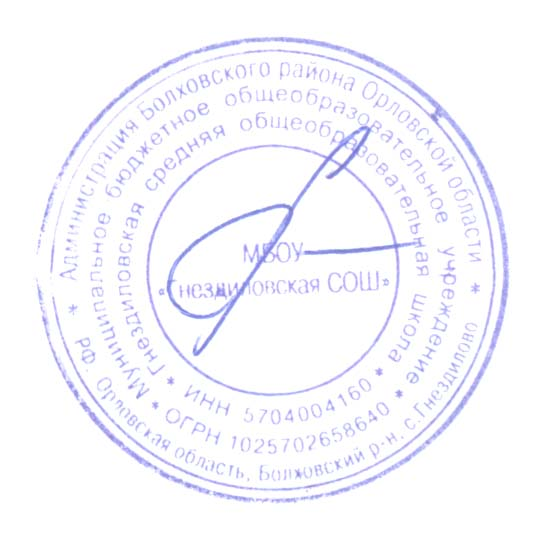 Администрация Болховского района Орловской области *
РФ, Орловская область, Болховский р-н, с.Гнездилово *
Муниципальное бюджетное общеобразовательное учреждение *
ОГРН 1025702658640 *
Гнездиловская средняя общеобразовательная школа *
ИНН 5704004160 *
МБОУ
«Гнездиловская СОШ»